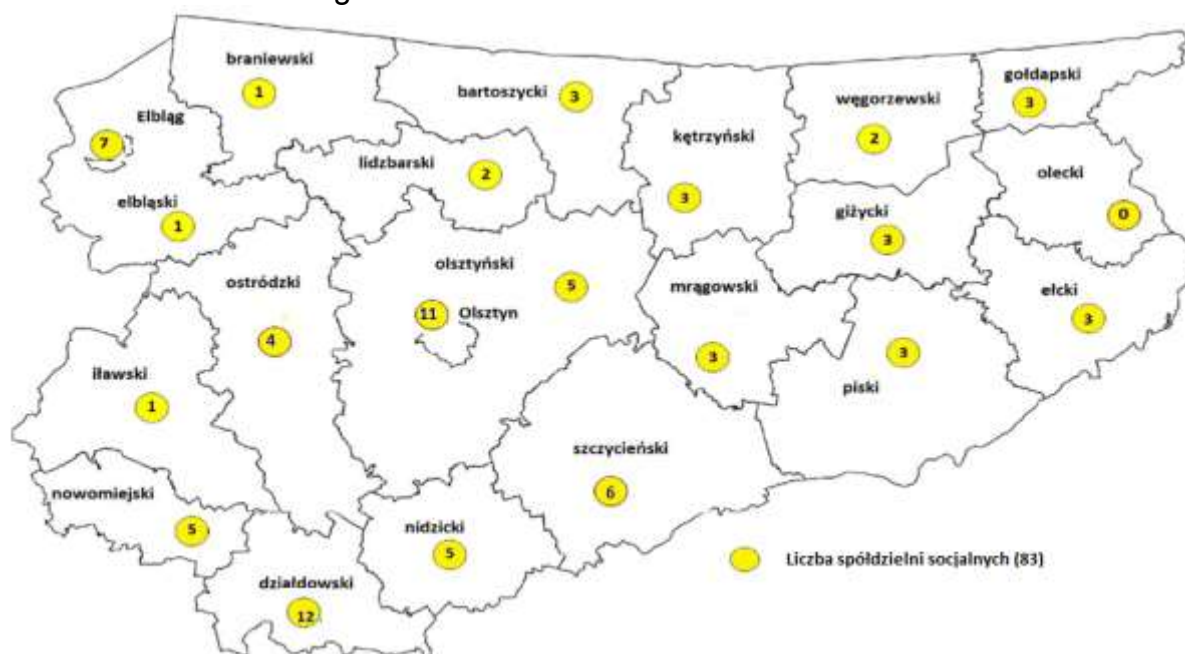 braniewski
1
bartoszycki
3
gołdapski
3
węgorzewski
2
Elbląg
7
kętrzyński
3
lidzbarski
2
olecki
0
elbląski
1
giżycki
3
olsztyński
5
ostródzki
4
mrągowski
3
ełcki
3
11 Olsztyn
piski
3
iławski
1
szczycieński
6
nowomiejski
5
nidzicki
5
Liczba spółdzielni socjalnych (83)
działdowski
12